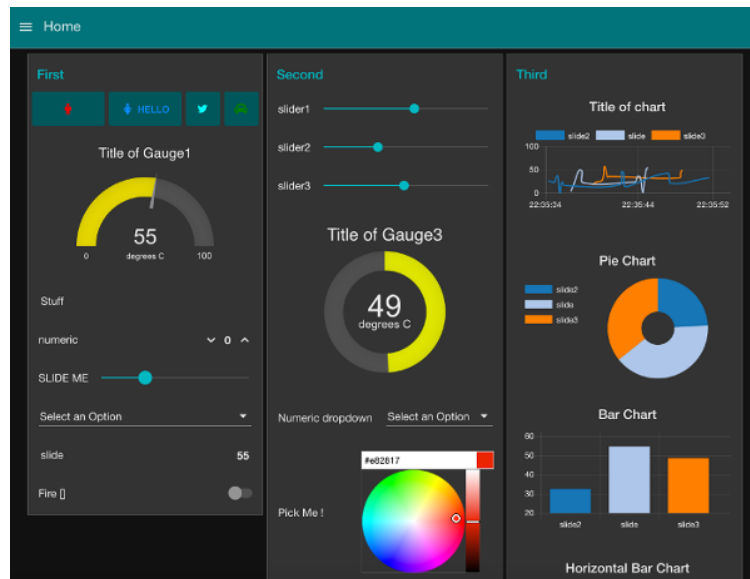 Home
First
HELLO
Title of Gauge1
55
degrees C
0
100
Stuff
numeric
0
SLIDE ME
Select an Option
slide
55
Fire []
Second
slider1
slider2
slider3
Title of Gauge3
49
degrees C
Numeric dropdown Select an Option
#e82817
Pick Me !
Third
Title of chart
slide2 slide slide3
100
50
0
22:35:34 22:35:44 22:35:52
Pie Chart
slide2
slide
slide3
Bar Chart
60
50
40
30
20
slide2 slide slide3
Horizontal Bar Chart